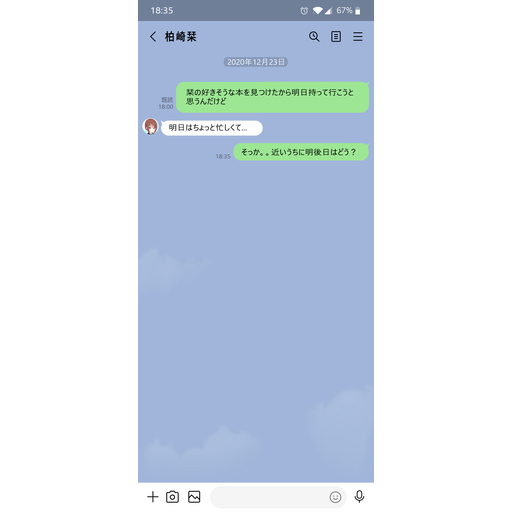 18:35
67%
柏崎栞
2020年12月23日
栞の好きそうな本を見つけたから明日持って行こうと
思うんだけど
既読
18:00
明日はちょっと忙しくて...
そっか。。近いうちに明後日はどう？
18:35